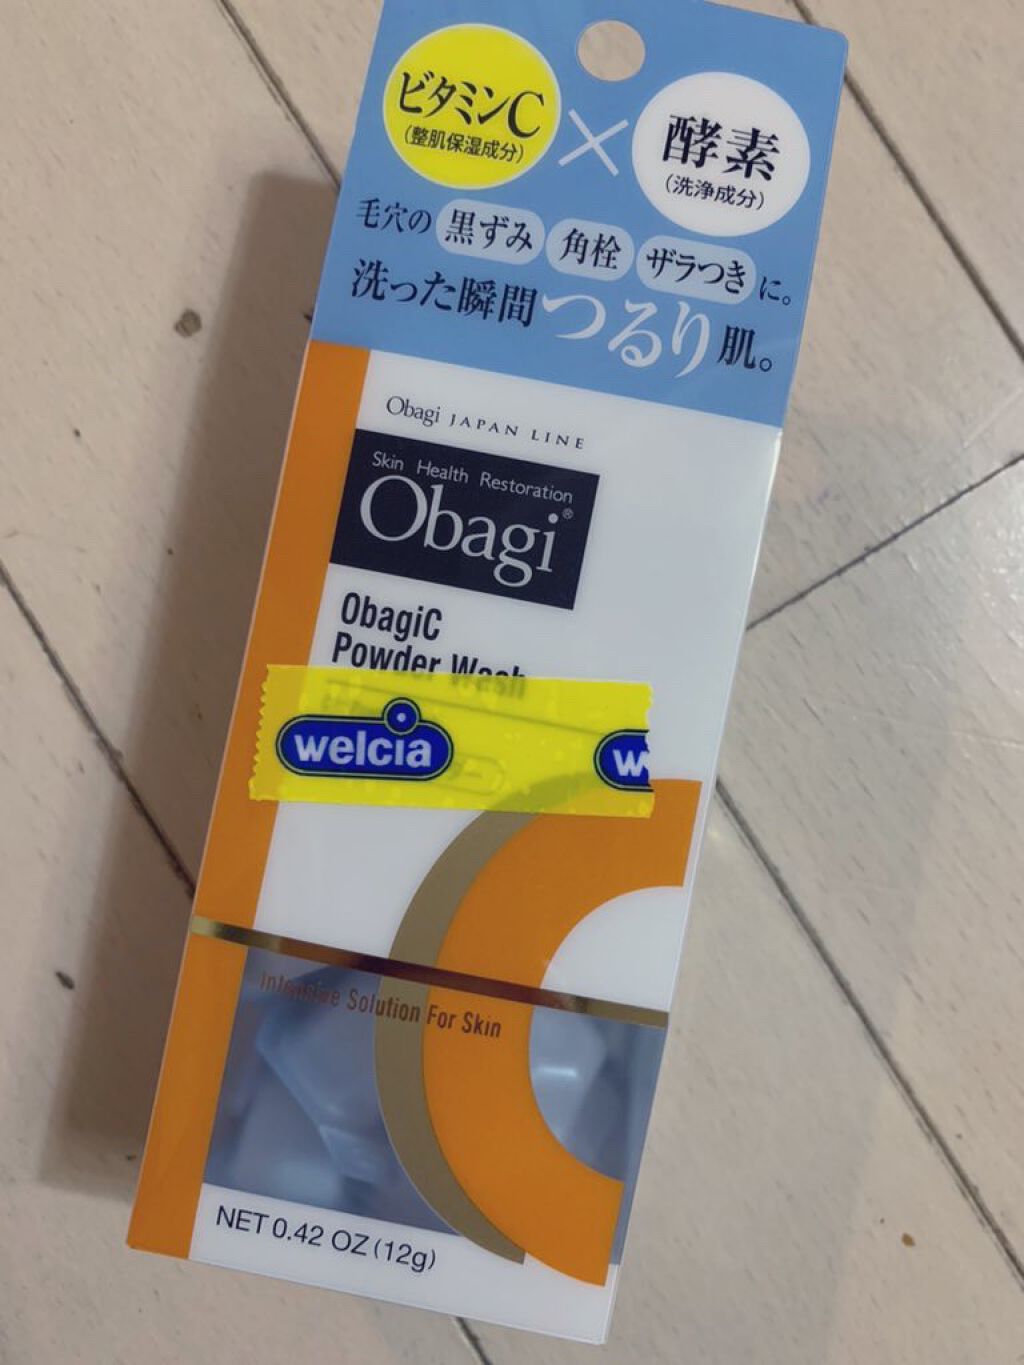 ビタミンC
(整肌保湿成分)
×
酵素
(洗浄成分)
毛穴の 黒ずみ 角栓 ザラつき に。
洗った瞬間つるり肌。
Obagi JAPAN LINE
Skin Health Restoration
Obagi®
ObagiC
Powder Wash
welcia
w
Intensive Solution For Skin
NET 0.42 OZ (12g)